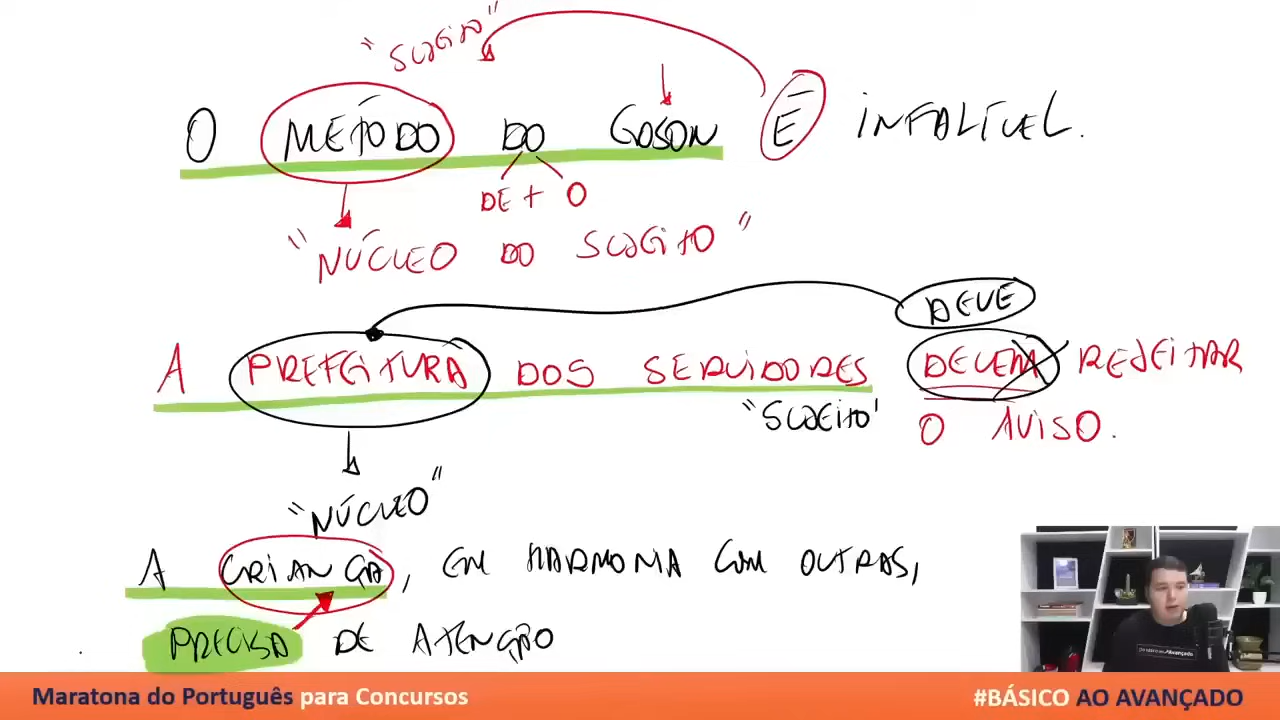 "SUJEITO"
O MÉTODO DO GOSON É INFALÍVEL.
DE + O
"NÚCLEO DO SUJEITO"
DEVE
A PREFEITURA DOS SERVIDORES DEVEM REJEITAR
"SUJEITO" O AVISO.
"NÚCLEO"
A CRIANÇA, EM HARMONIA COM OUTRAS,
PRECISA DE ATENÇÃO
Maratona do Português para Concursos
#BÁSICO AO AVANÇADO